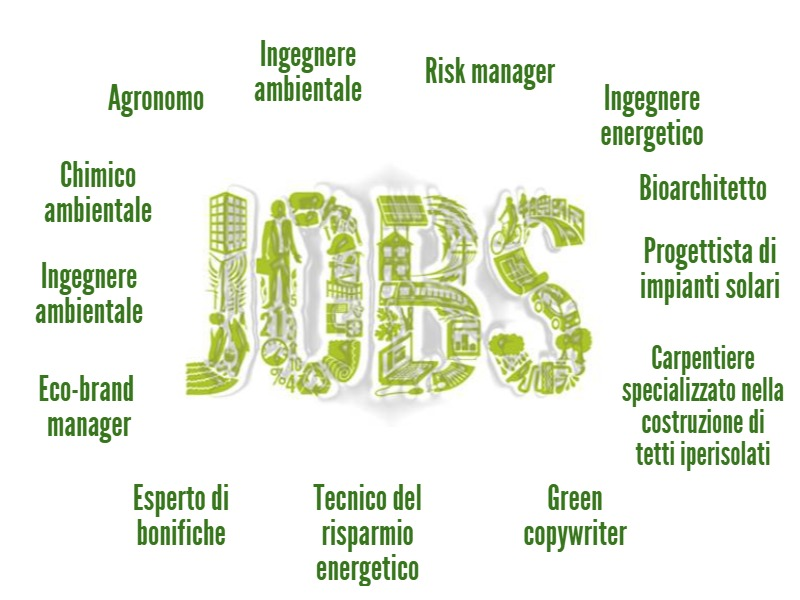 Ingegnere
ambientale
Risk manager
Agronomo
Ingegnere
energetico
Chimico
ambientale
Bioarchitetto
Ingegnere
ambientale
Progettista di
impianti solari
JOBS
Eco-brand
manager
Carpentiere
specializzato nella
costruzione di
tetti iperisolati
Esperto di
bonifiche
Tecnico del
risparmio
energetico
Green
copywriter